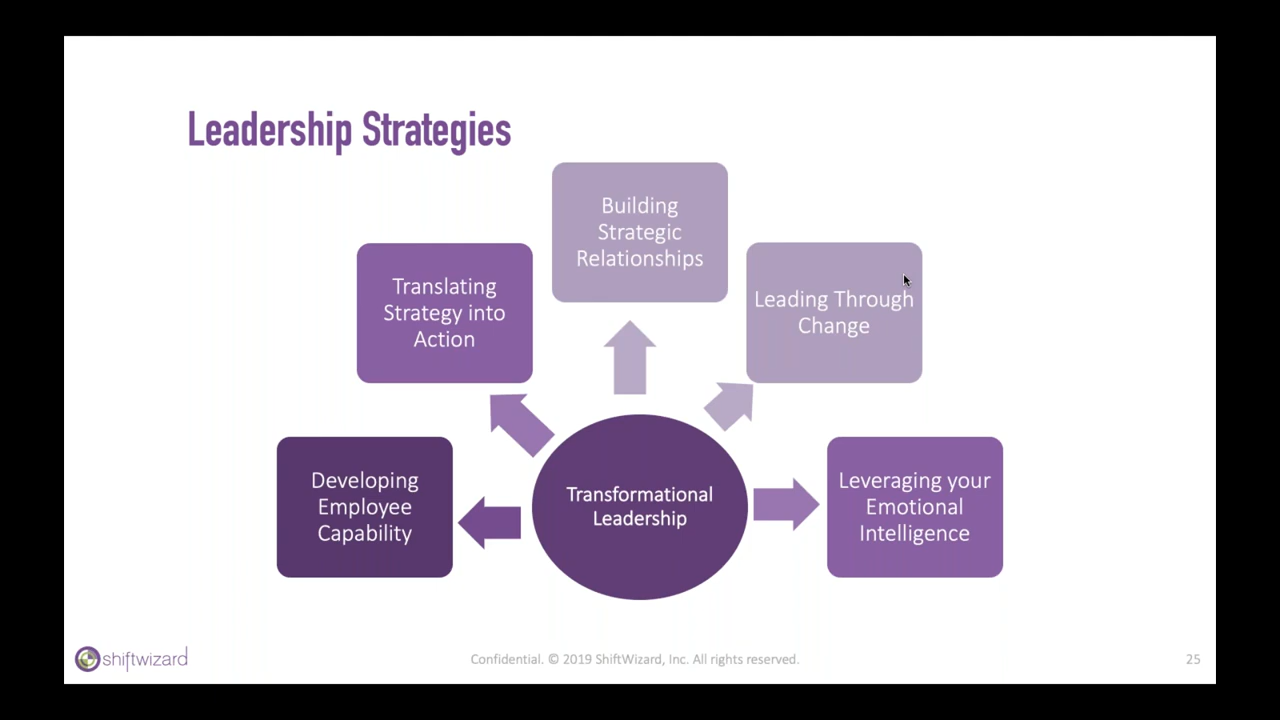 Leadership Strategies
Building
Strategic
Relationships
Translating
Strategy into
Action
Leading Through
Change
Developing
Employee
Capability
Transformational
Leadership
Leveraging your
Emotional
Intelligence
shiftwizard
Confidential. © 2019 ShiftWizard, Inc. All rights reserved.
25